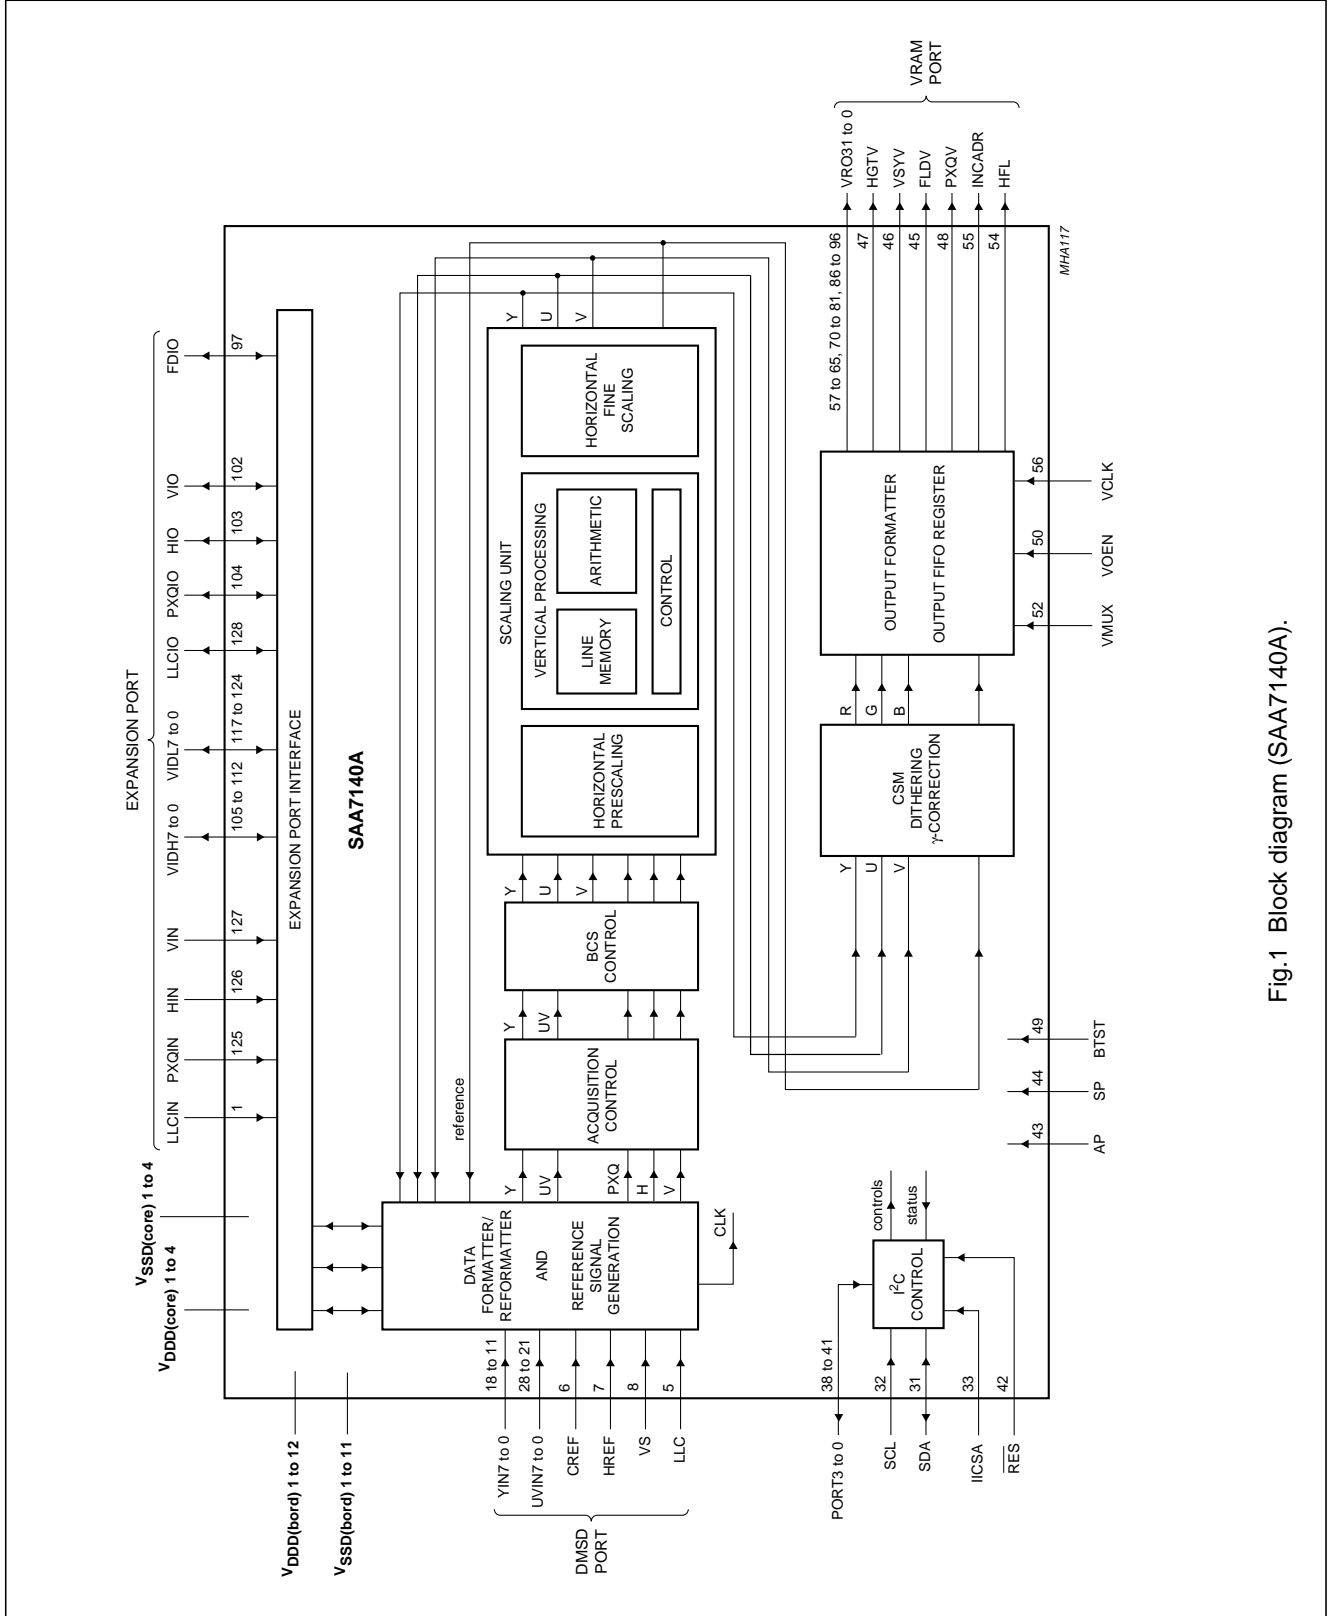 EXPANSION PORT
LLCIN
PXQIN
HIN
VIN
VIDH7 to 0
VIDL7 to 0
LLCIO
PXQIO
HIO
VIO
FDIO
1
125
126
127
105 to 112
117 to 124
128
104
103
102
97
VDDD(core) 1 to 4
VSSD(core) 1 to 4
VDDD(bord) 1 to 12
VSSD(bord) 1 to 11
EXPANSION PORT INTERFACE
SAA7140A
reference
DMSD
PORT
YIN7 to 0
UVIN7 to 0
CREF
HREF
VS
LLC
18 to 11
28 to 21
6
7
8
5
DATA
FORMATTER/
REFORMATTER
AND
REFERENCE
SIGNAL
GENERATION
CLK
Y
UV
PXQ
H
V
ACQUISITION
CONTROL
Y
UV
BCS
CONTROL
Y
U
V
SCALING UNIT
HORIZONTAL
PRESCALING
VERTICAL PROCESSING
LINE
MEMORY
ARITHMETIC
CONTROL
HORIZONTAL
FINE
SCALING
Y
U
V
PORT3 to 0
SCL
SDA
IICSA
RES
38 to 41
32
31
33
42
I2C
CONTROL
controls
status
43
44
49
AP
SP
BTST
Y
U
V
CSM
DITHERING
γ-CORRECTION
R
G
B
OUTPUT FORMATTER
OUTPUT FIFO REGISTER
52
50
56
VMUX
VOEN
VCLK
57 to 65, 70 to 81, 86 to 96
47
46
45
48
55
54
VRO31 to 0
HGTV
VSYV
FLDV
PXQV
INCADR
HFL
VRAM
PORT
MHA117
Fig.1 Block diagram (SAA7140A).